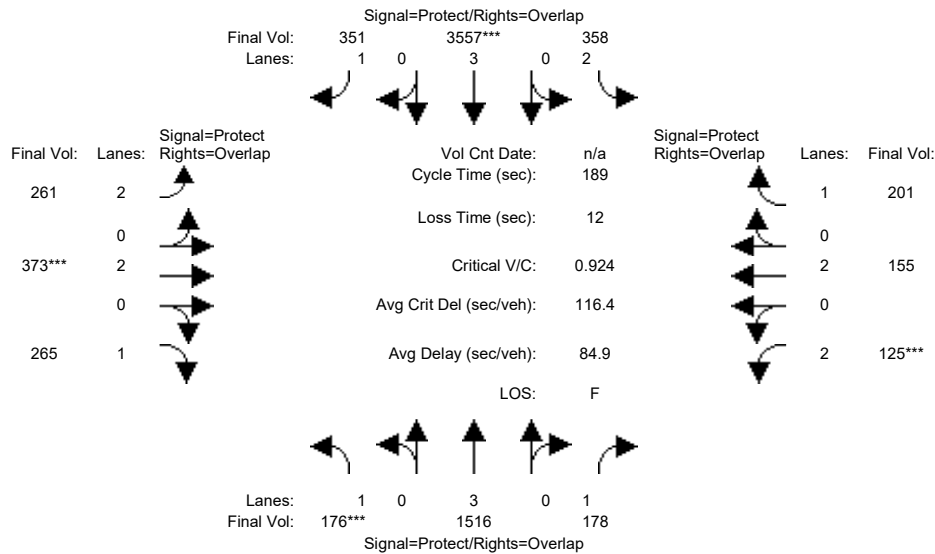 Signal=Protect/Rights=Overlap
Final Vol: 351 3557*** 358
Lanes: 1 0 3 0 2
Signal=Protect Signal=Protect
Final Vol: Lanes: Rights=Overlap Vol Cnt Date: n/a Rights=Overlap Lanes: Final Vol:
Cycle Time (sec): 189
261 2 1 201
Loss Time (sec): 12
0 0
373*** 2 Critical V/C: 0.924 2 155
0 Avg Crit Del (sec/veh): 116.4 0
265 1 Avg Delay (sec/veh): 84.9 2 125***
LOS: F
Lanes: 1 0 3 0 1
Final Vol: 176*** 1516 178
Signal=Protect/Rights=Overlap